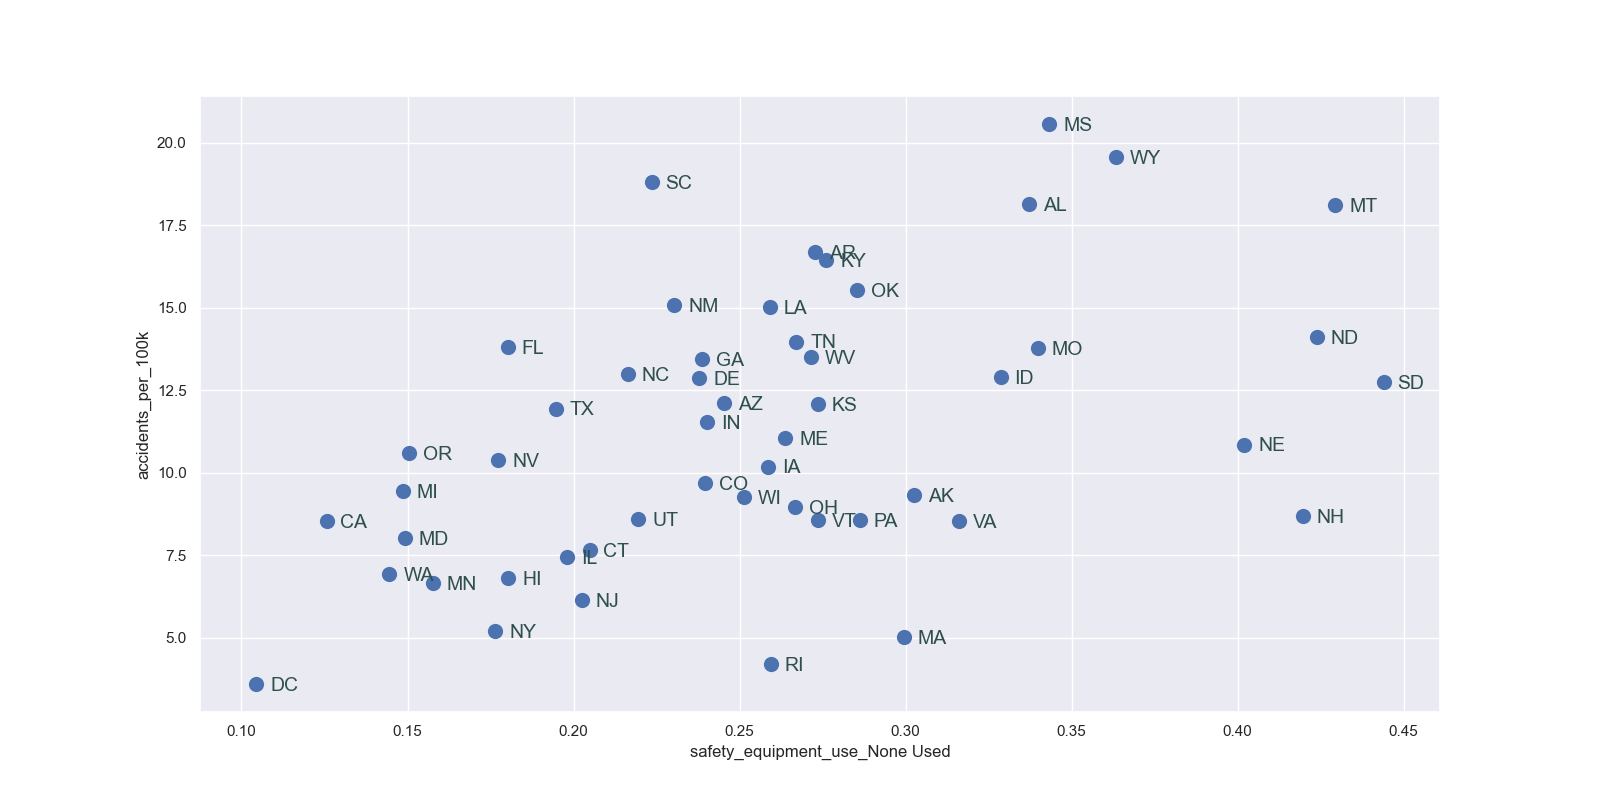 20.0
17.5
15.0
12.5
10.0
7.5
5.0
accidents_per_100k
MS
WY
SC
AL
MT
AR
KY
OK
NM
LA
ND
TN
FL
MO
WV
GA
NC
DE
ID
SD
AZ
KS
TX
IN
ME
NE
OR
NV
IA
CO
MI
WI
AK
OH
NH
UT
VT
PA
CA
VA
MD
CT
IL
WA
HI
MN
NJ
NY
MA
RI
DC
0.10 0.15 0.20 0.25 0.30 0.35 0.40 0.45
safety_equipment_use_None Used